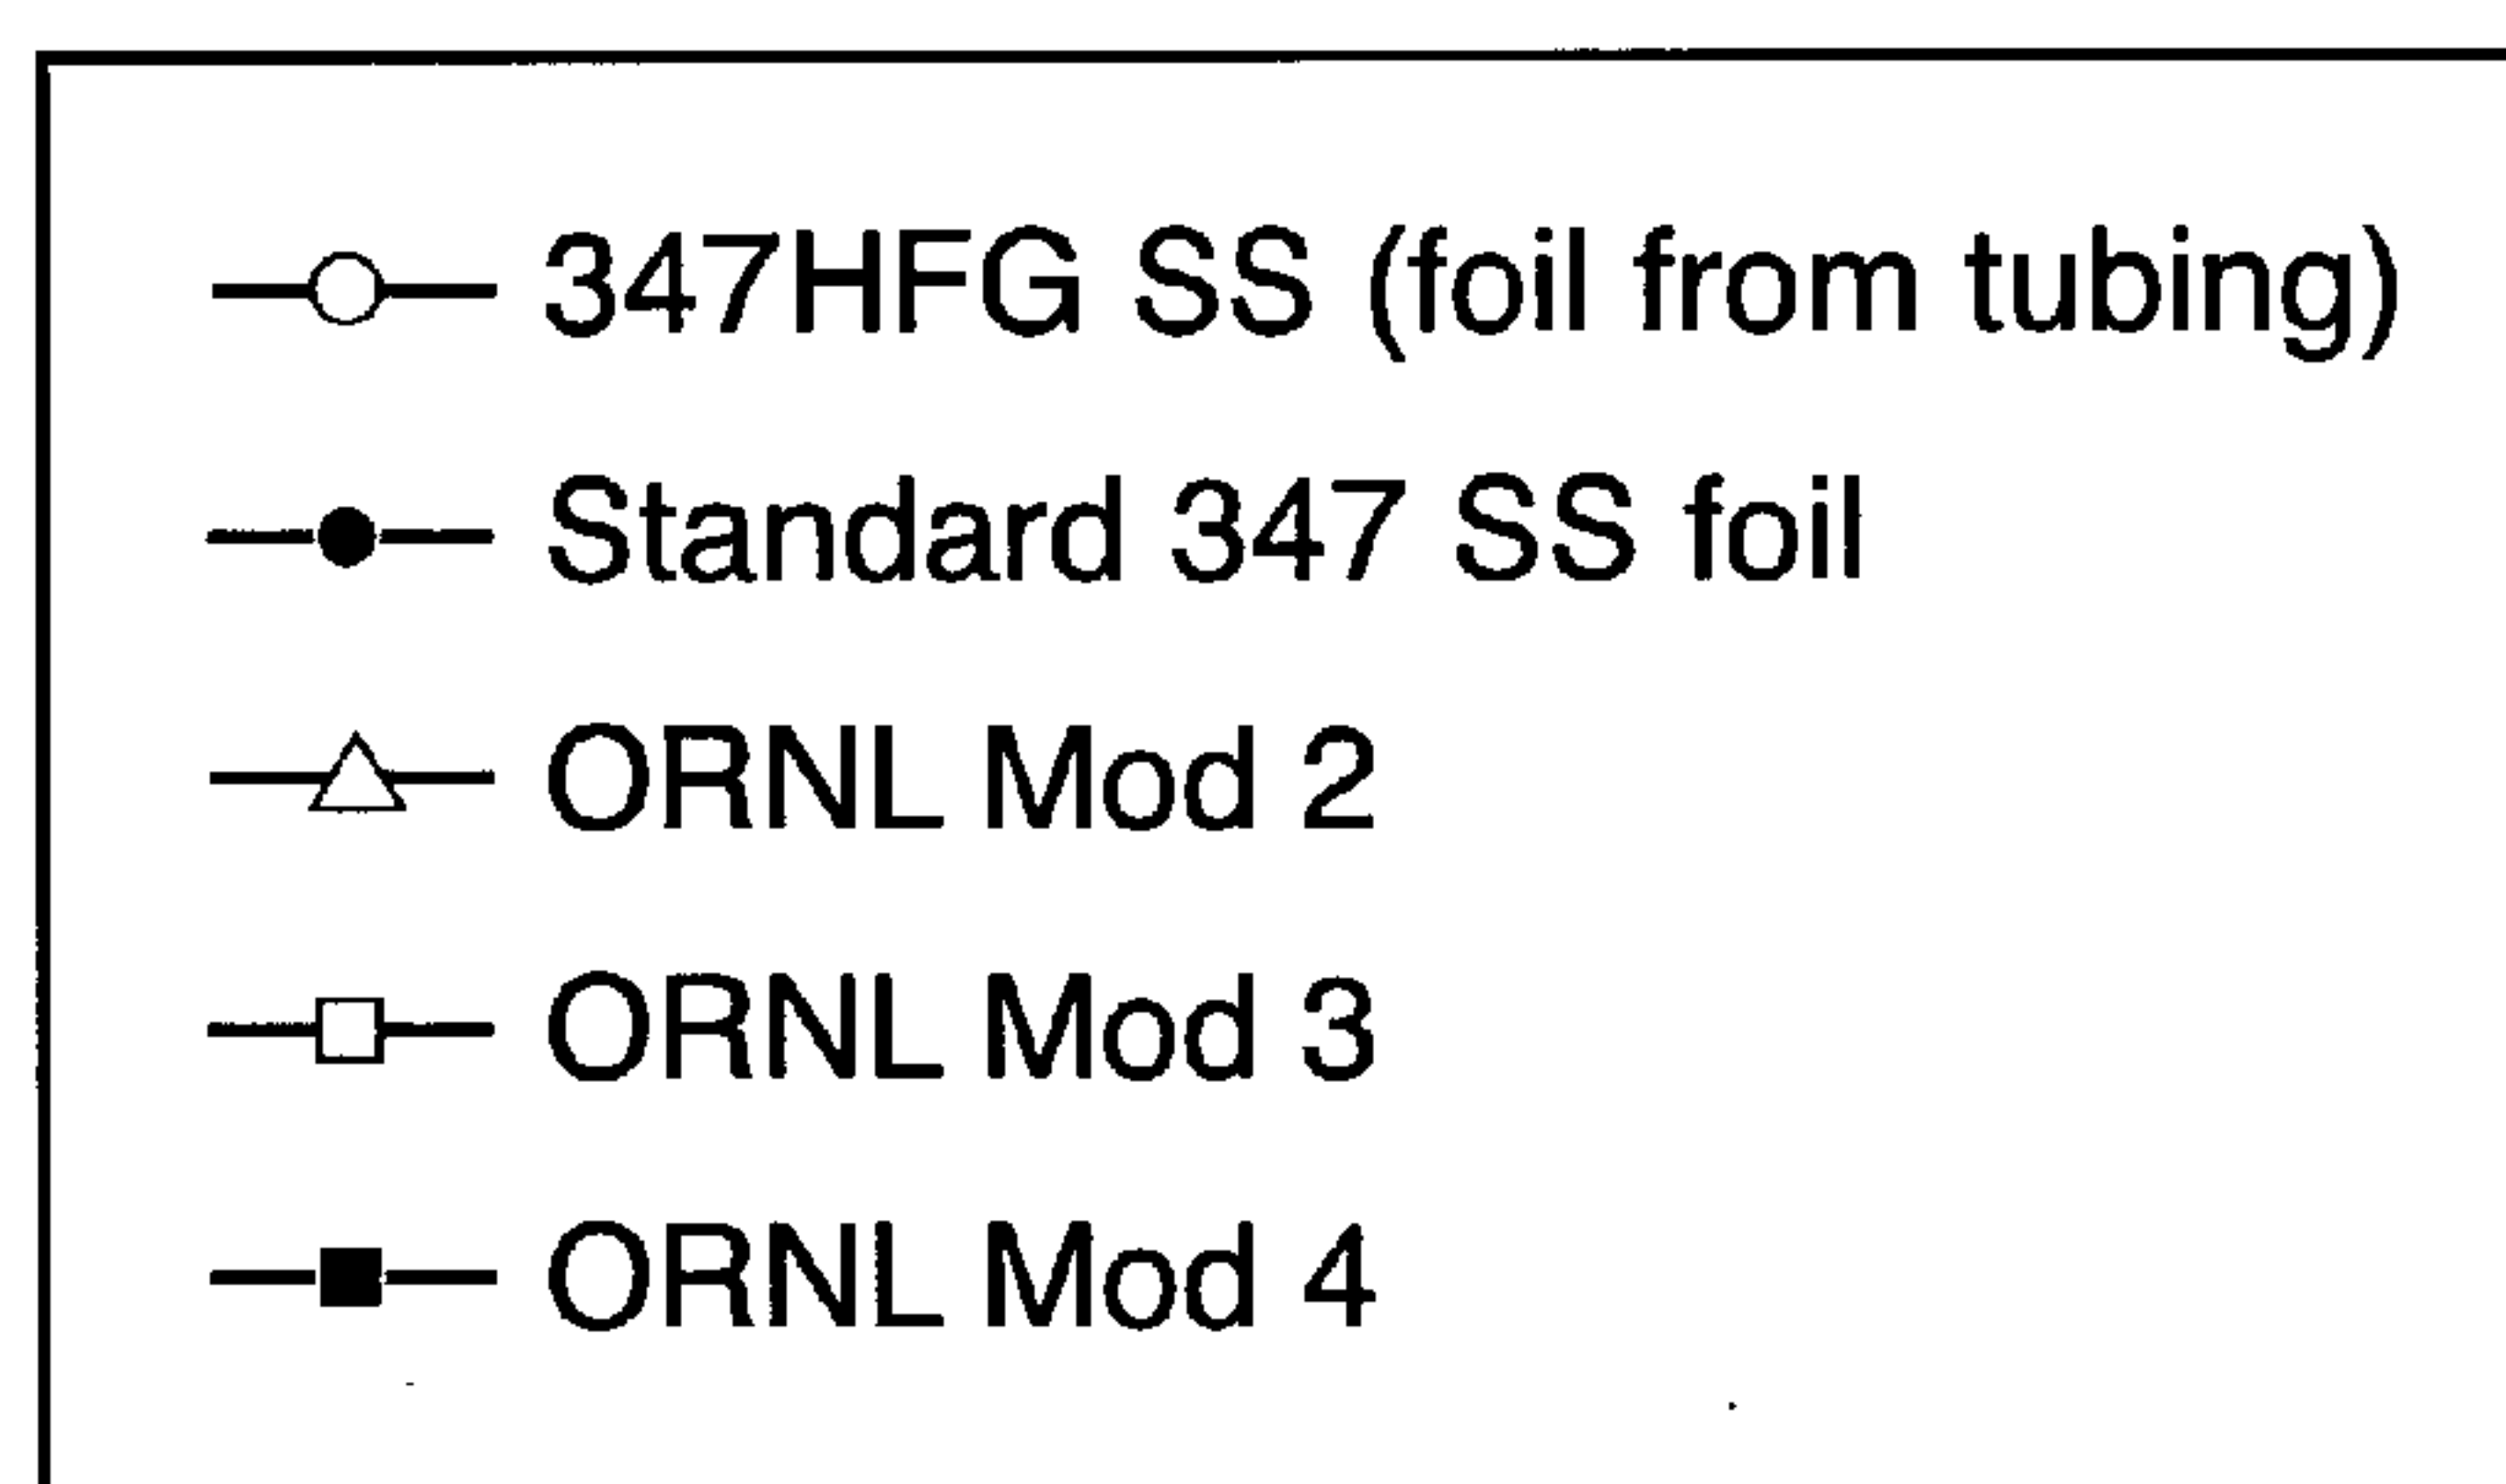 347HFG SS (foil from tubing)
Standard 347 SS foil
ORNL Mod 2
ORNL Mod 3
ORNL Mod 4